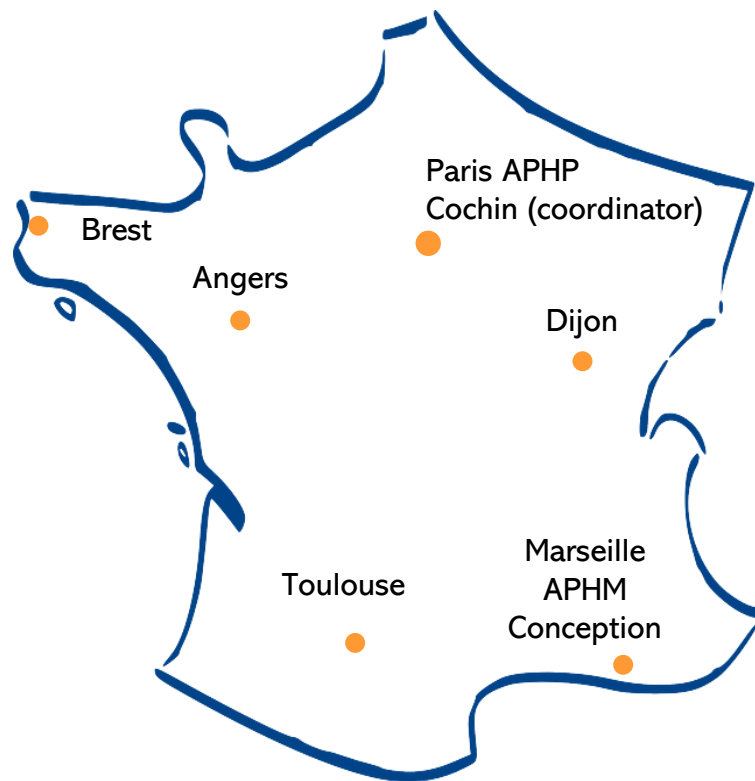 Paris APHP
Cochin (coordinator)
Brest
Angers
Dijon
Toulouse
Marseille
APHM
Conception